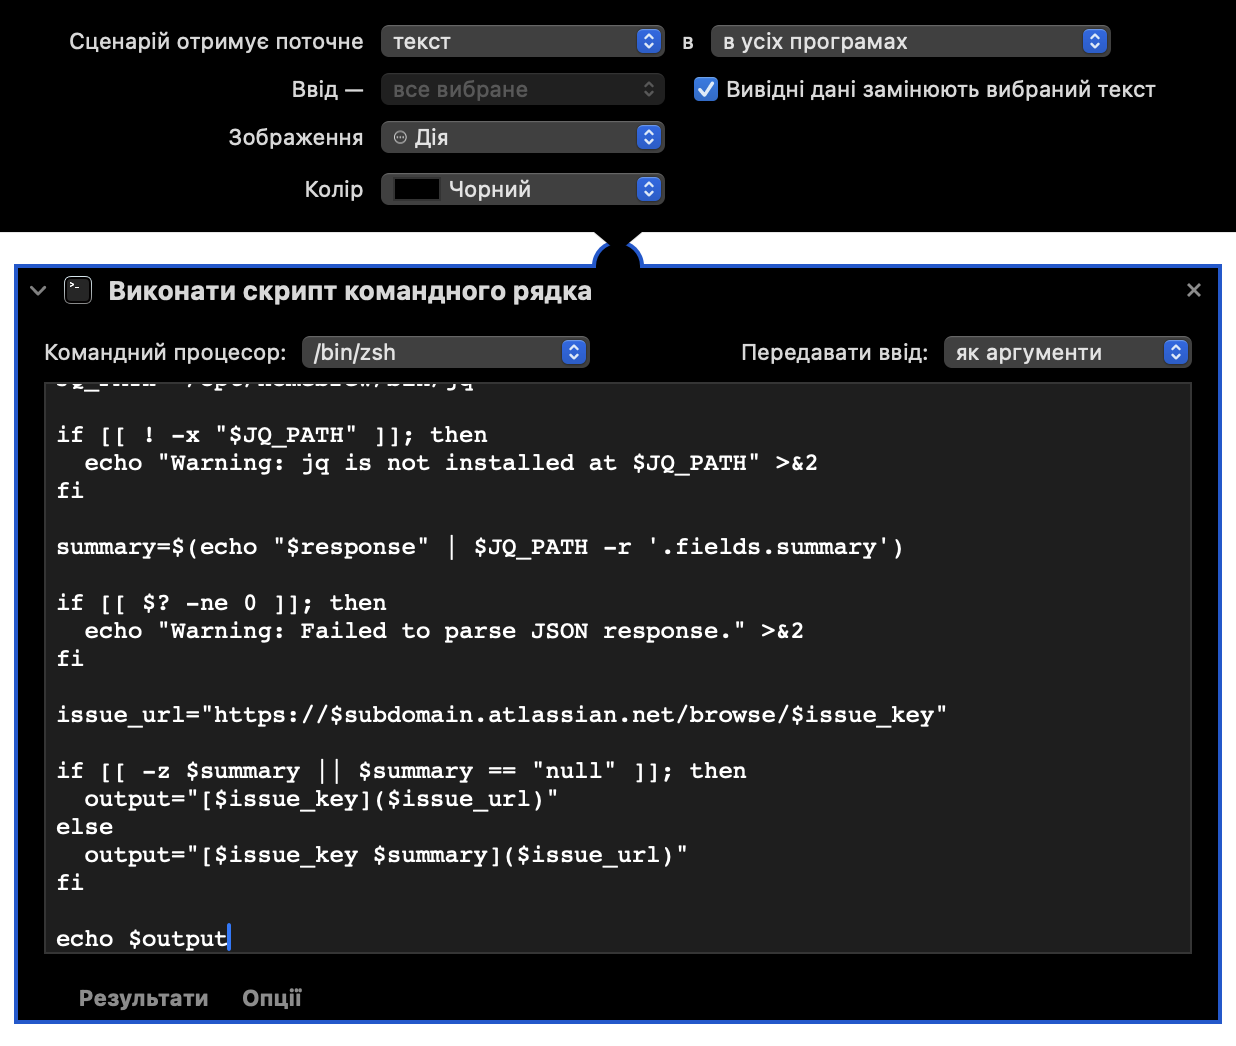 Сценарій отримує поточне текст в в усіх програмах
Ввід — все вибране Вивідні дані замінюють вибраний текст
Зображення Дія
Колір Чорний
Виконати скрипт командного рядка
Командний процесор: /bin/zsh Передавати ввід: як аргументи
if [[ ! -x "$JQ_PATH" ]]; then
  echo "Warning: jq is not installed at $JQ_PATH" >&2
fi
summary=$(echo "$response" | $JQ_PATH -r '.fields.summary')
if [[ $? -ne 0 ]]; then
  echo "Warning: Failed to parse JSON response." >&2
fi
issue_url="https://$subdomain.atlassian.net/browse/$issue_key"
if [[ -z $summary || $summary == "null" ]]; then
  output="[$issue_key]($issue_url)"
else
  output="[$issue_key $summary]($issue_url)"
fi
echo $output
Результати Опції